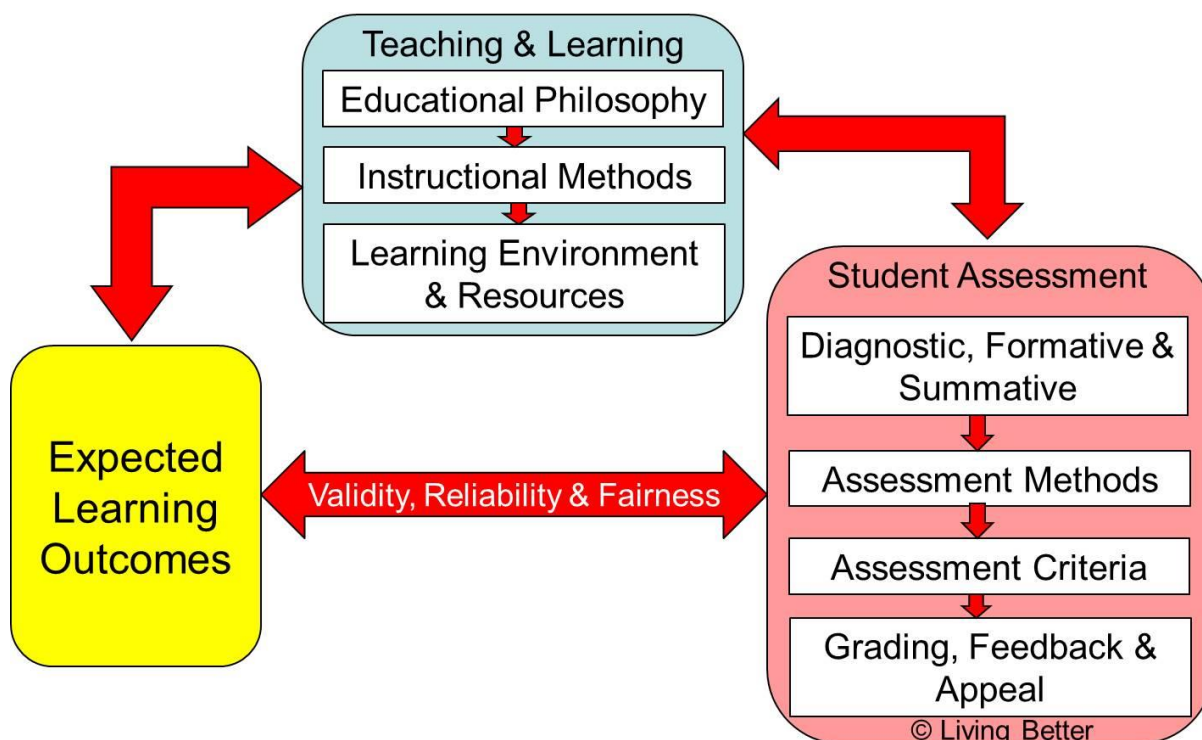 Teaching & Learning
Educational Philosophy
Instructional Methods
Learning Environment
& Resources
Student Assessment
Diagnostic, Formative &
Summative
Assessment Methods
Assessment Criteria
Grading, Feedback &
Appeal
© Living Better
Expected
Learning
Outcomes
Validity, Reliability & Fairness